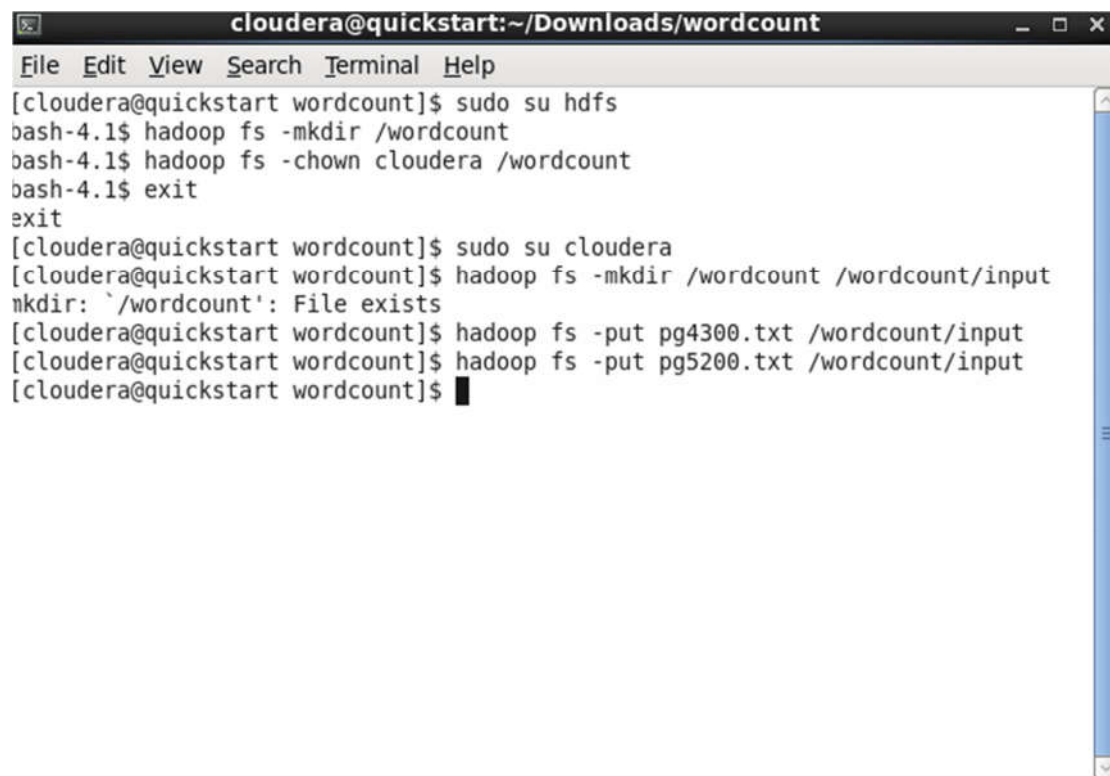 cloudera@quickstart:~/Downloads/wordcount
File Edit View Search Terminal Help
[cloudera@quickstart wordcount]$ sudo su hdfs
bash-4.1$ hadoop fs -mkdir /wordcount
bash-4.1$ hadoop fs -chown cloudera /wordcount
bash-4.1$ exit
exit
[cloudera@quickstart wordcount]$ sudo su cloudera
[cloudera@quickstart wordcount]$ hadoop fs -mkdir /wordcount /wordcount/input
mkdir: `/wordcount': File exists
[cloudera@quickstart wordcount]$ hadoop fs -put pg4300.txt /wordcount/input
[cloudera@quickstart wordcount]$ hadoop fs -put pg5200.txt /wordcount/input
[cloudera@quickstart wordcount]$